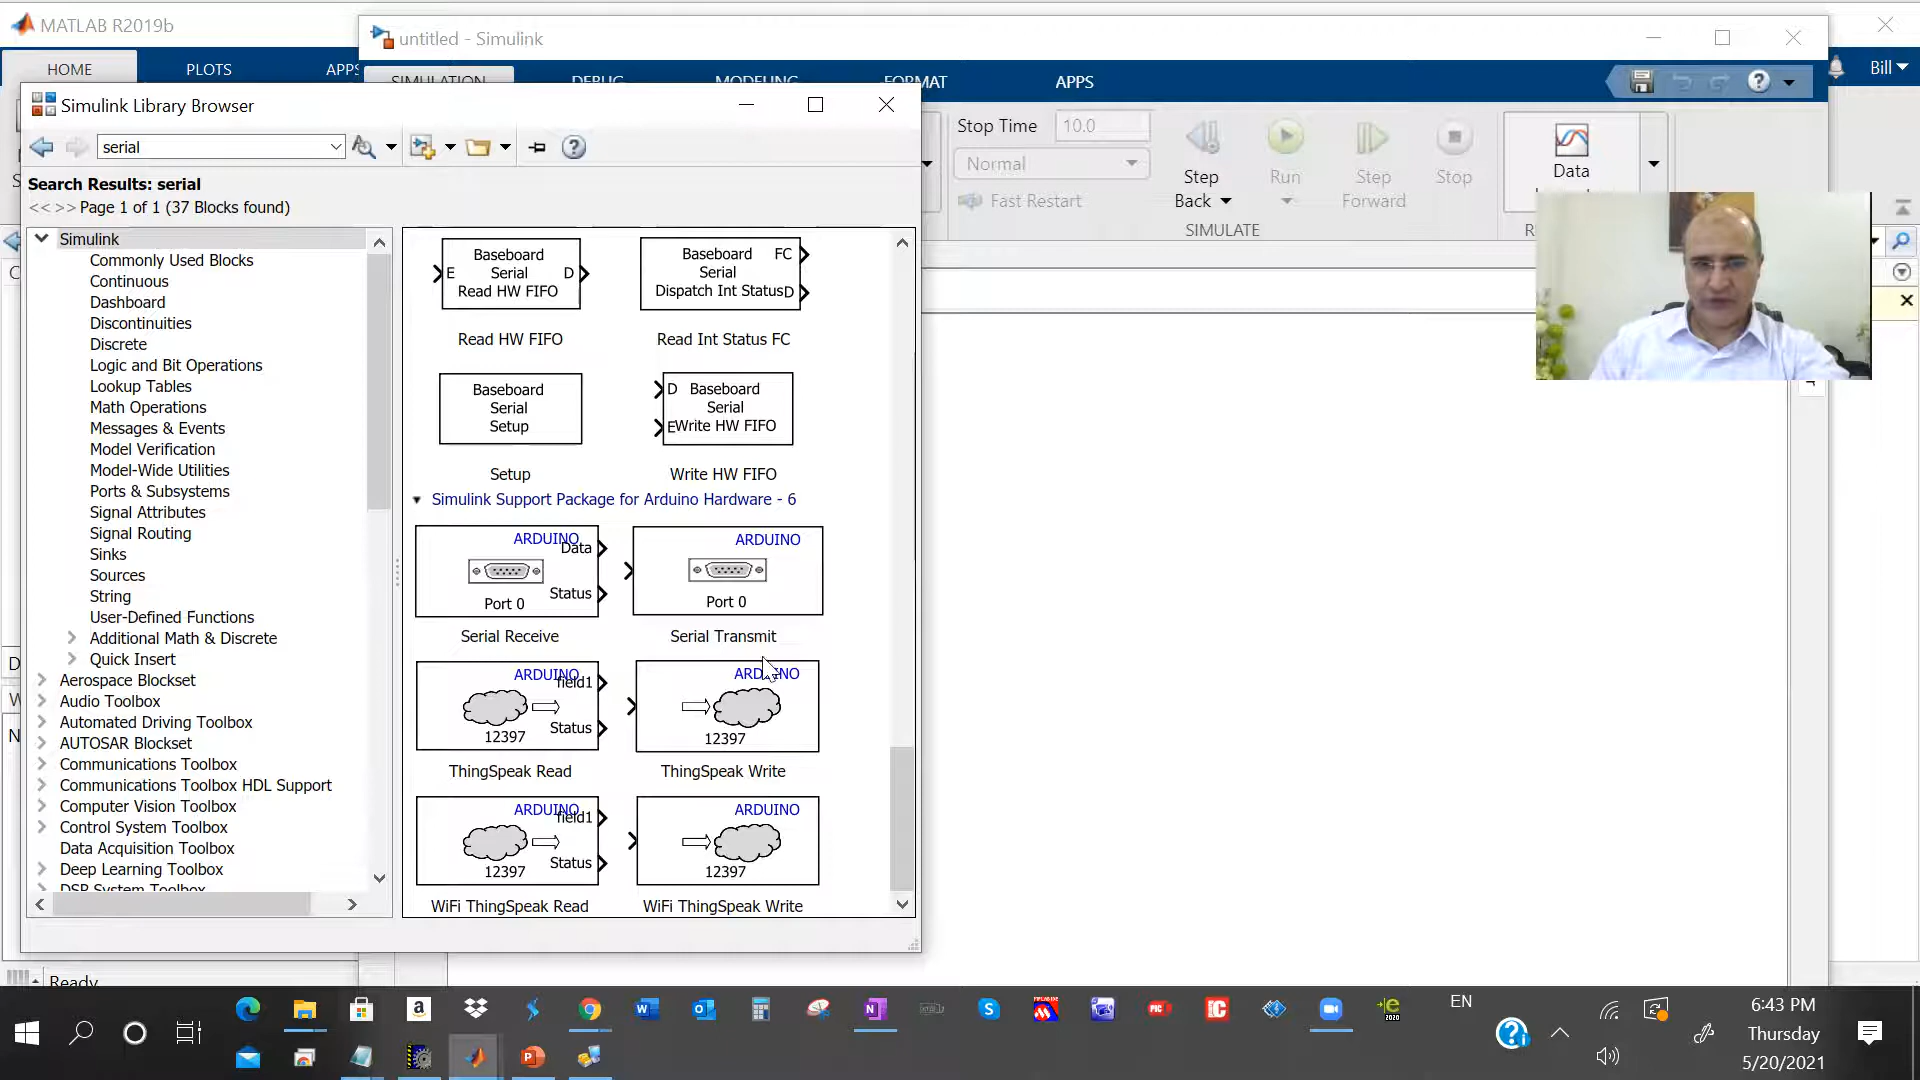 MATLAB R2019b
untitled - Simulink
HOME
PLOTS
APPS
SIMULATION
DEBUG
MODELING
FORMAT
APPS
Bill
Simulink Library Browser
serial
Search Results: serial
<< >> Page 1 of 1 (37 Blocks found)
Stop Time 10.0
Normal
Fast Restart
Step Back
Run
Step Forward
Stop
SIMULATE
Data
Simulink
Commonly Used Blocks
Continuous
Dashboard
Discontinuities
Discrete
Logic and Bit Operations
Lookup Tables
Math Operations
Messages & Events
Model Verification
Model-Wide Utilities
Ports & Subsystems
Signal Attributes
Signal Routing
Sinks
Sources
String
User-Defined Functions
Additional Math & Discrete
Quick Insert
Aerospace Blockset
Audio Toolbox
Automated Driving Toolbox
AUTOSAR Blockset
Communications Toolbox
Communications Toolbox HDL Support
Computer Vision Toolbox
Control System Toolbox
Data Acquisition Toolbox
Deep Learning Toolbox
DSP System Toolbox
E Baseboard Serial Read HW FIFO D
Read HW FIFO
Baseboard Serial Dispatch Int Status FC D
Read Int Status FC
Baseboard Serial Setup
Setup
D E Baseboard Serial Write HW FIFO
Write HW FIFO
Simulink Support Package for Arduino Hardware - 6
ARDUINO
Data
Status
Port 0
Serial Receive
ARDUINO
Port 0
Serial Transmit
ARDUINO
field1
Status
12397
ThingSpeak Read
ARDUINO
12397
ThingSpeak Write
ARDUINO
field1
Status
12397
WiFi ThingSpeak Read
ARDUINO
12397
WiFi ThingSpeak Write
Ready
EN
6:43 PM
Thursday
5/20/2021